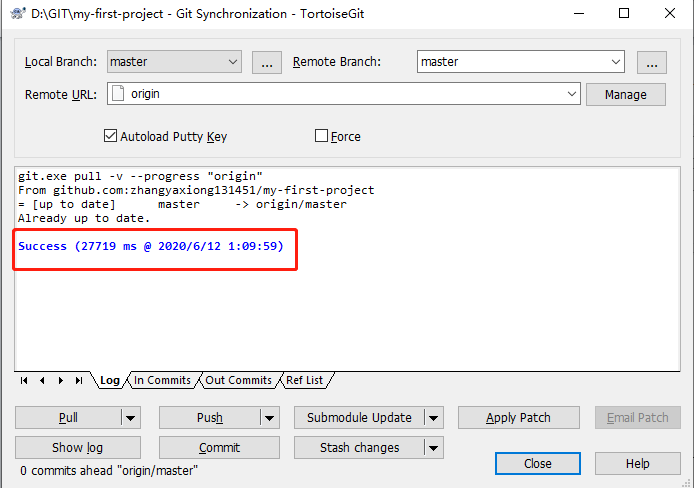 D:\GIT\my-first-project - Git Synchronization - TortoiseGit
Local Branch: master ... Remote Branch: master ...
Remote URL: origin Manage
Autoload Putty Key Force
git.exe pull -v --progress "origin"
From github.com:zhangyaxiong131451/my-first-project
= [up to date] master -> origin/master
Already up to date.
Success (27719 ms @ 2020/6/12 1:09:59)
Log In Commits Out Commits Ref List
Pull Push Submodule Update Apply Patch Email Patch
Show log Commit Stash changes
Close Help
0 commits ahead "origin/master"